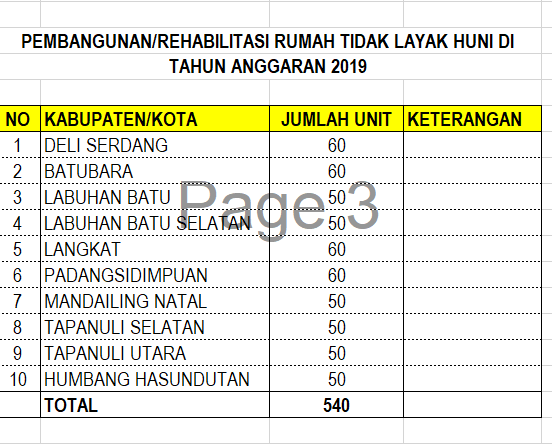 PEMBANGUNAN/REHABILITASI RUMAH TIDAK LAYAK HUNI DI
TAHUN ANGGARAN 2019
NO KABUPATEN/KOTA JUMLAH UNIT KETERANGAN
1 DELI SERDANG 60
2 BATUBARA 60
3 LABUHAN BATU 50
4 LABUHAN BATU SELATAN 50
5 LANGKAT 60
6 PADANGSIDIMPUAN 60
7 MANDAILING NATAL 50
8 TAPANULI SELATAN 50
9 TAPANULI UTARA 50
10 HUMBANG HASUNDUTAN 50
TOTAL 540
Page 3